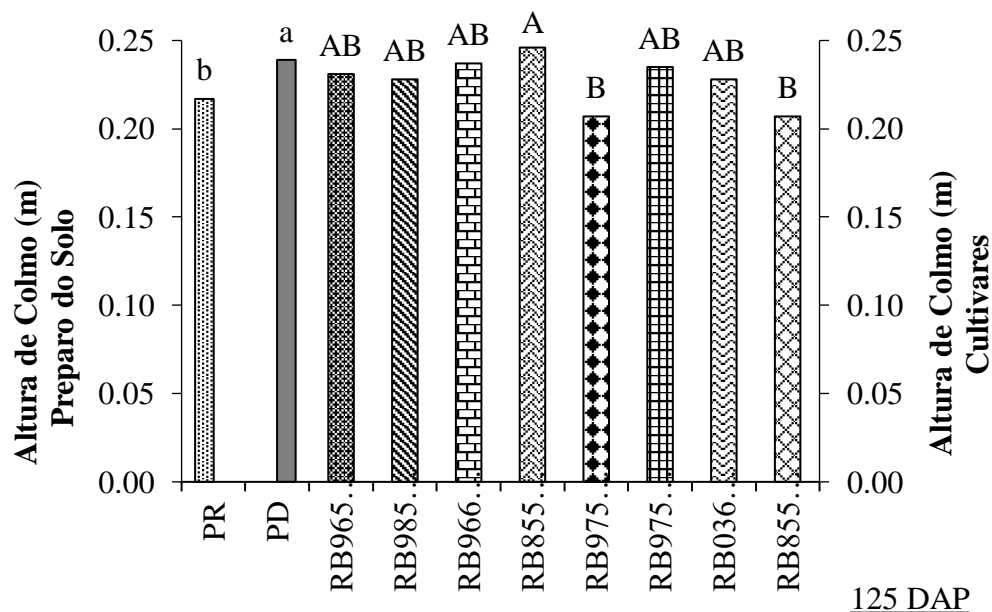 Altura de Colmo (m)
Preparo do Solo
0.25
0.20
0.15
0.10
0.05
0.00
b
a
AB
AB
AB
A
B
AB
AB
B
PR
PD
RB965..
RB985..
RB966..
RB855..
RB975..
RB975..
RB036..
RB855..
0.25
0.20
0.15
0.10
0.05
0.00
Altura de Colmo (m)
Cultivares
125 DAP